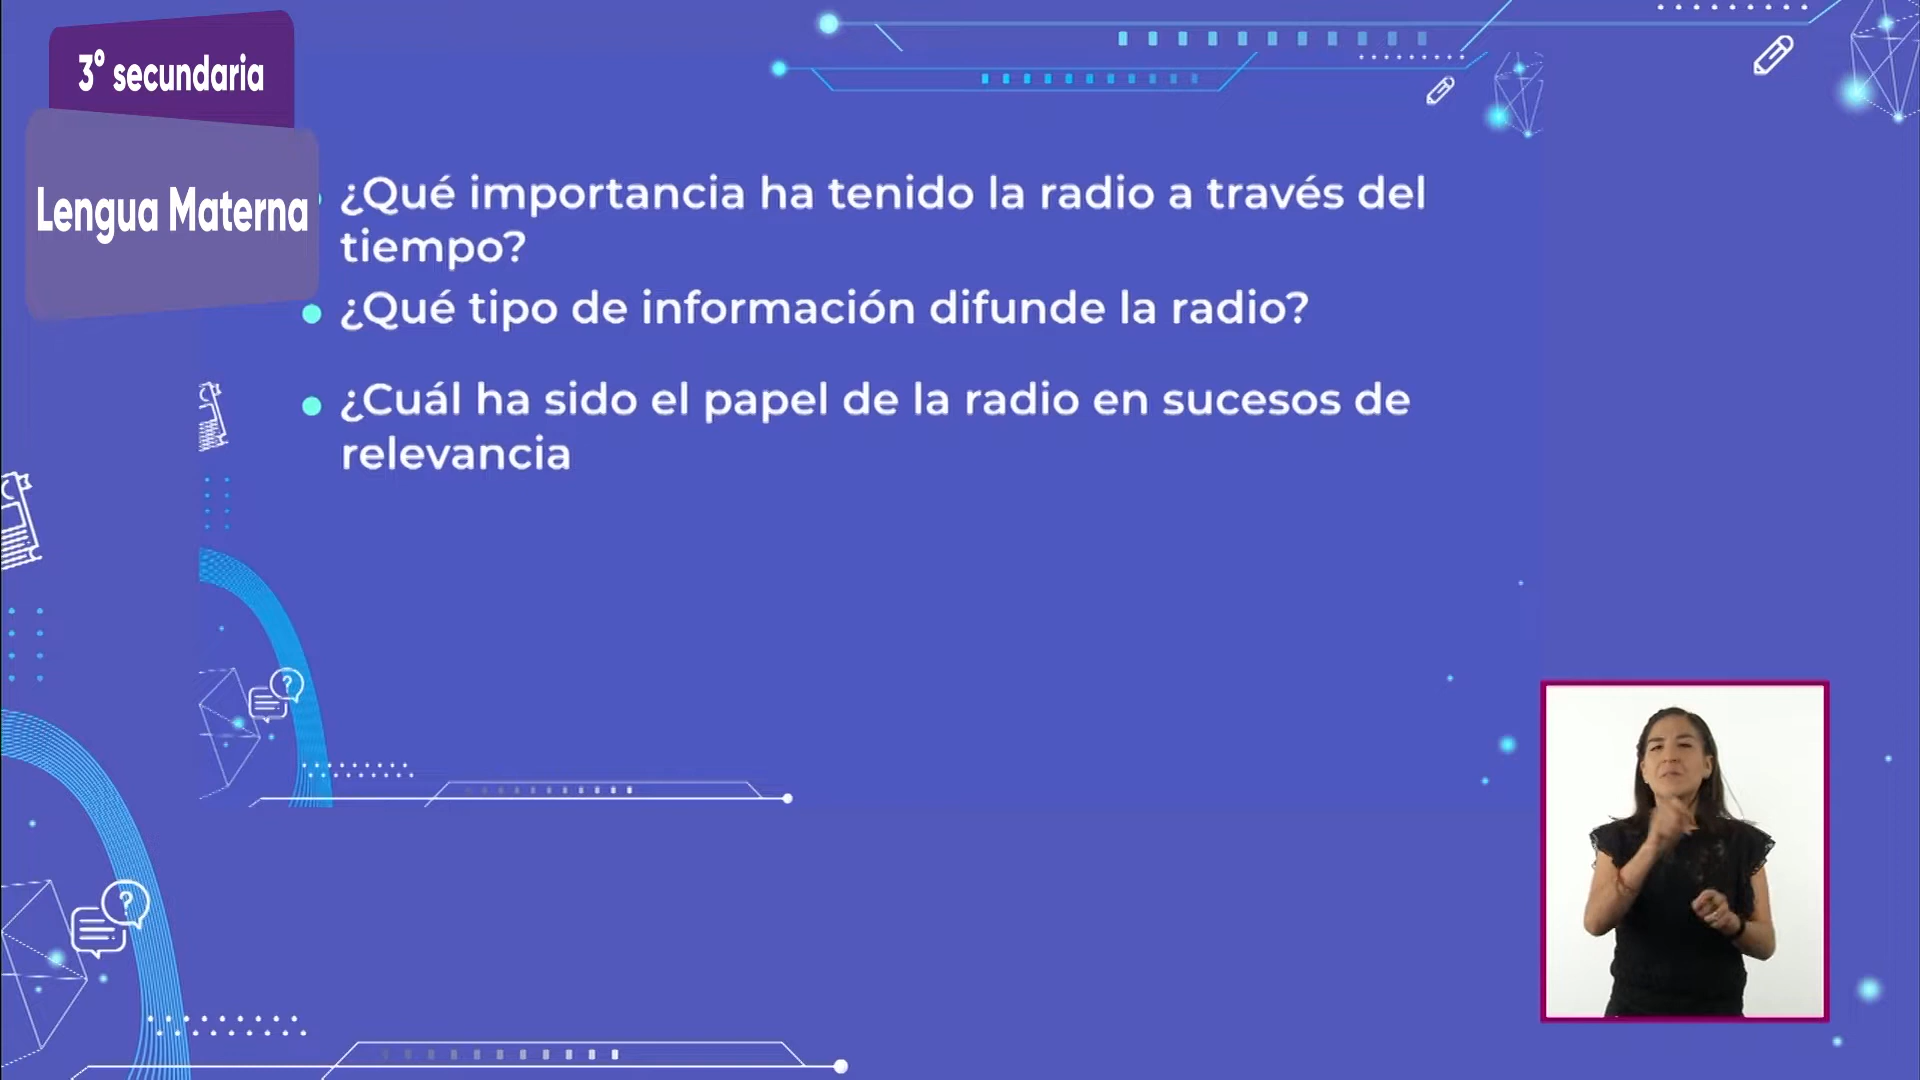 3° secundaria
Lengua Materna
¿Qué importancia ha tenido la radio a través del
tiempo?
¿Qué tipo de información difunde la radio?
¿Cuál ha sido el papel de la radio en sucesos de
relevancia